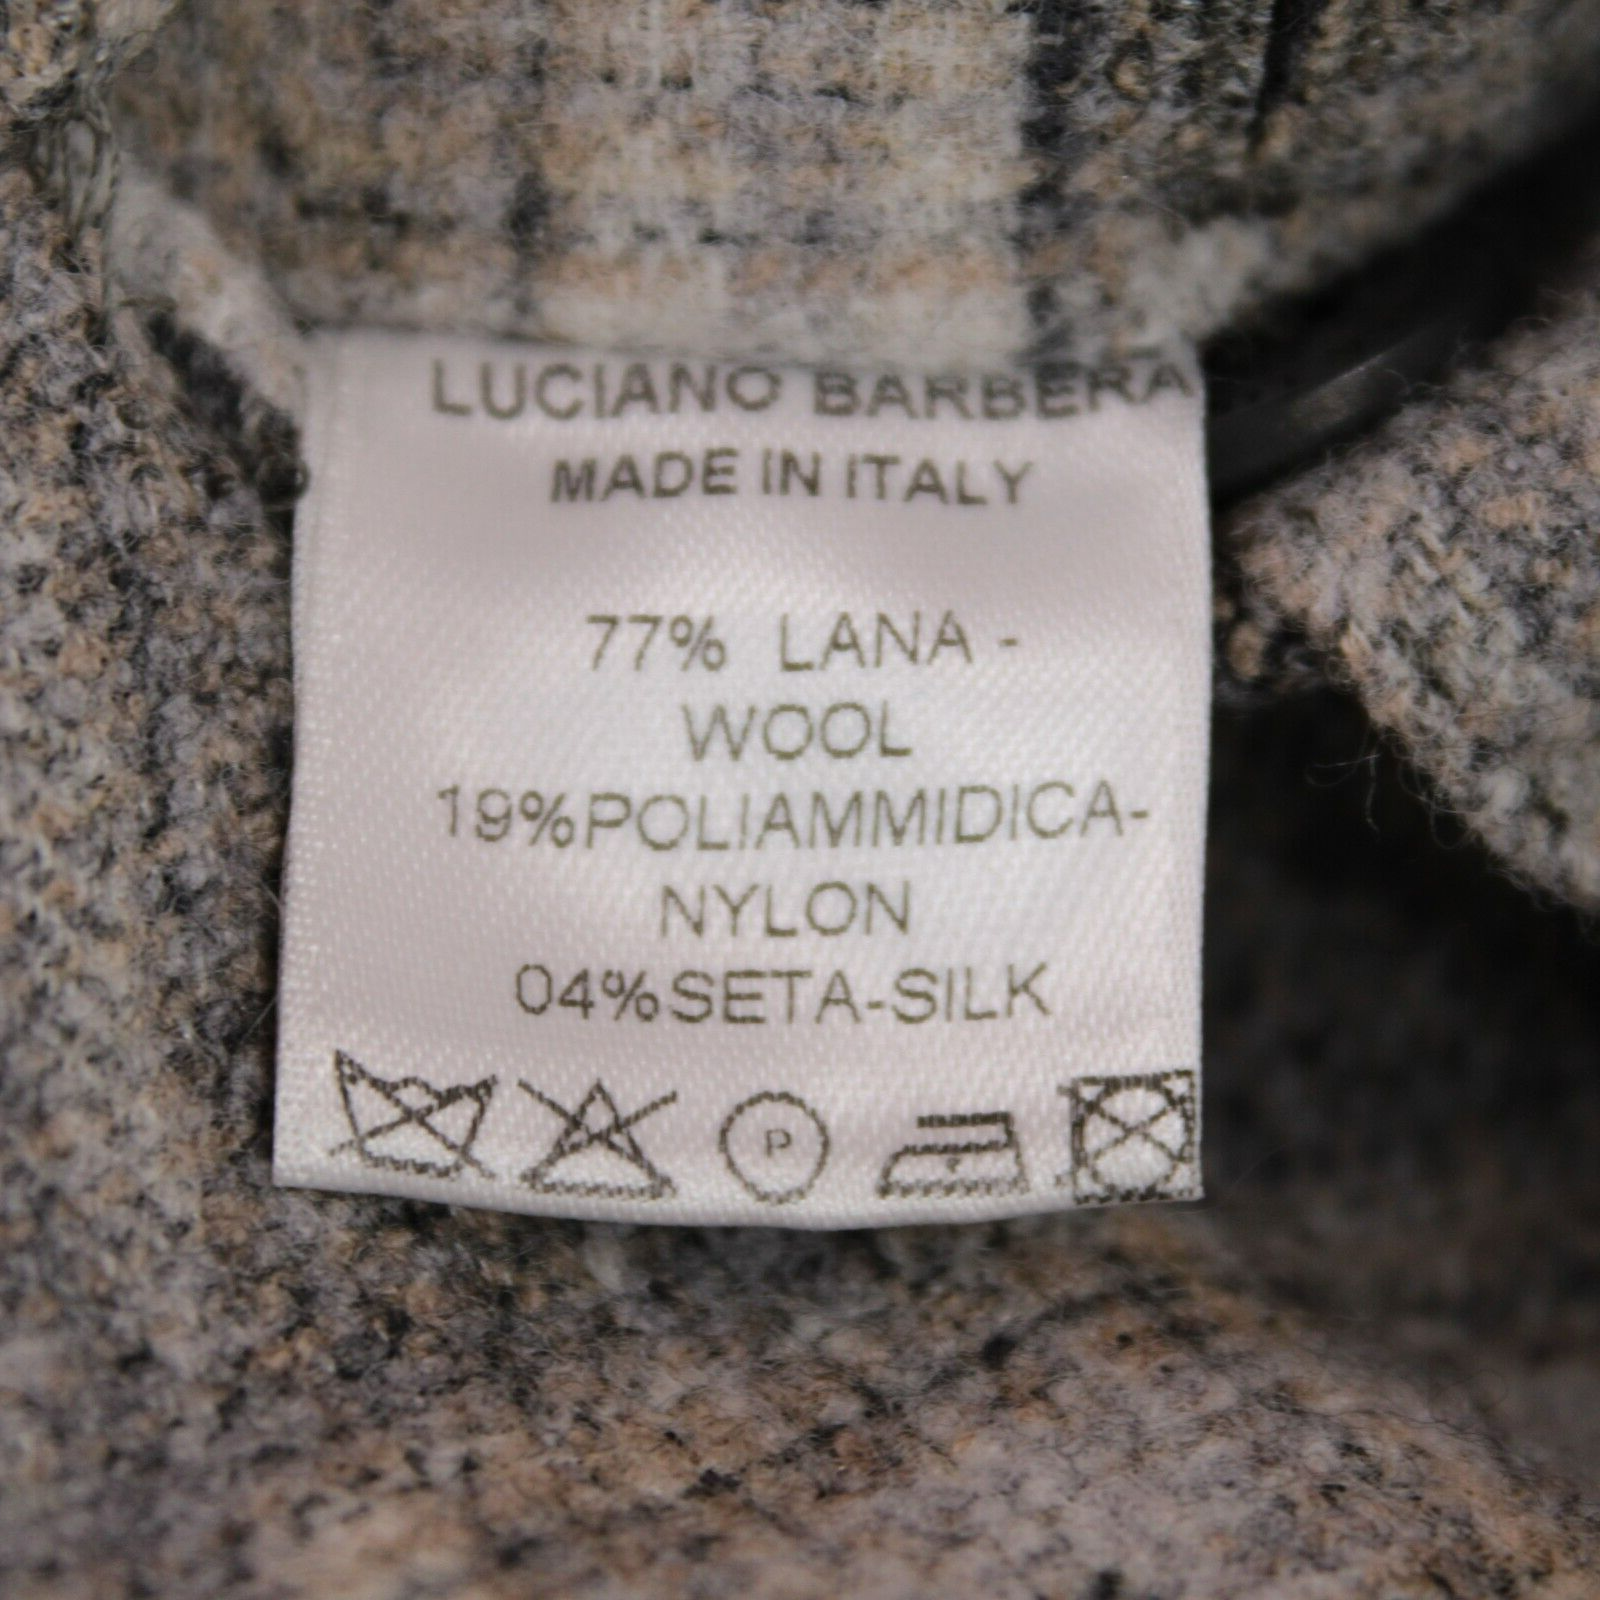 LUCIANO BARBERA
MADE IN ITALY
77% LANA -
WOOL
19%POLIAMMIDICA-
NYLON
04%SETA-SILK
P